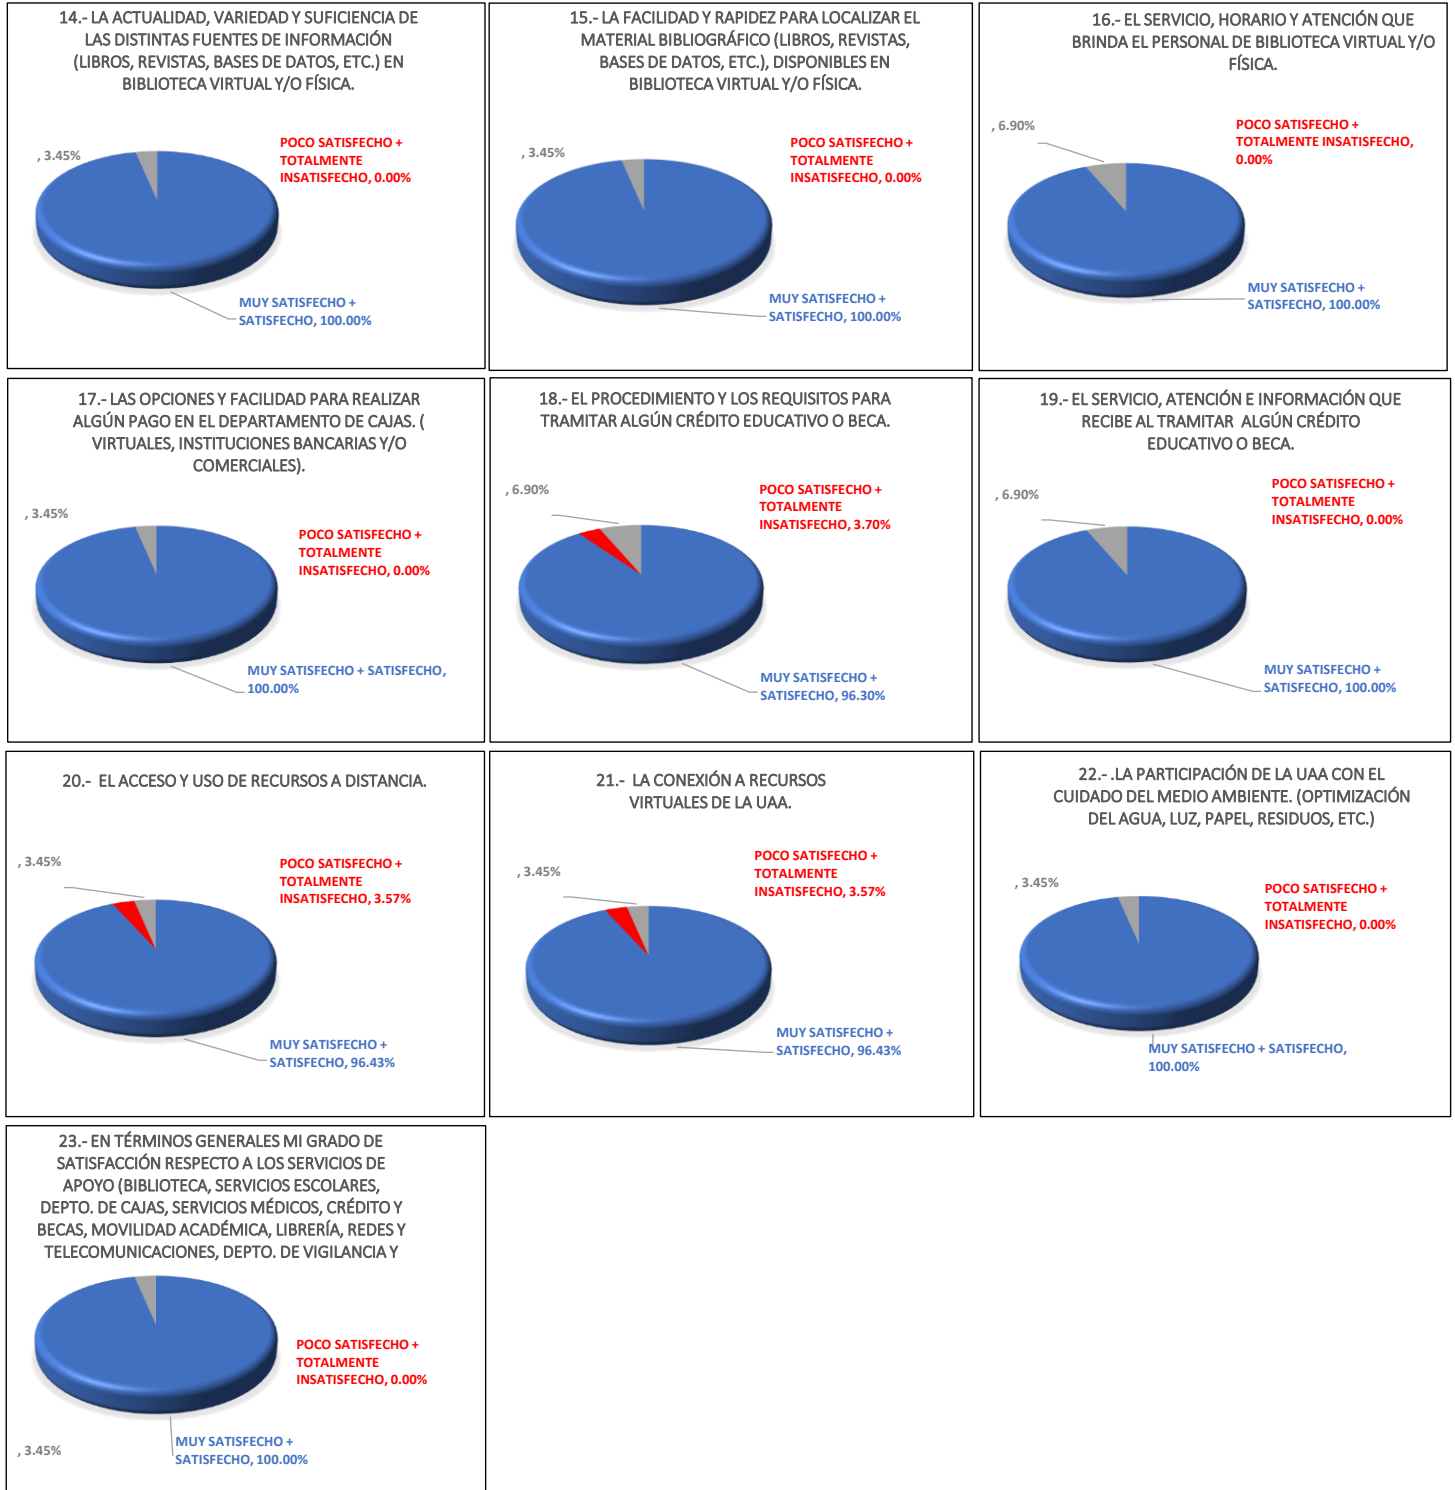 14.- LA ACTUALIDAD, VARIEDAD Y SUFICIENCIA DE
LAS DISTINTAS FUENTES DE INFORMACIÓN
(LIBROS, REVISTAS, BASES DE DATOS, ETC.) EN
BIBLIOTECA VIRTUAL Y/O FÍSICA.
, 3.45%
POCO SATISFECHO +
TOTALMENTE
INSATISFECHO, 0.00%
MUY SATISFECHO +
SATISFECHO, 100.00%
15.- LA FACILIDAD Y RAPIDEZ PARA LOCALIZAR EL
MATERIAL BIBLIOGRÁFICO (LIBROS, REVISTAS,
BASES DE DATOS, ETC.), DISPONIBLES EN
BIBLIOTECA VIRTUAL Y/O FÍSICA.
, 3.45%
POCO SATISFECHO +
TOTALMENTE
INSATISFECHO, 0.00%
MUY SATISFECHO +
SATISFECHO, 100.00%
16.- EL SERVICIO, HORARIO Y ATENCIÓN QUE
BRINDA EL PERSONAL DE BIBLIOTECA VIRTUAL Y/O
FÍSICA.
, 6.90%
POCO SATISFECHO +
TOTALMENTE INSATISFECHO,
0.00%
MUY SATISFECHO +
SATISFECHO, 100.00%
17.- LAS OPCIONES Y FACILIDAD PARA REALIZAR
ALGÚN PAGO EN EL DEPARTAMENTO DE CAJAS. (
VIRTUALES, INSTITUCIONES BANCARIAS Y/O
COMERCIALES).
, 3.45%
POCO SATISFECHO +
TOTALMENTE
INSATISFECHO, 0.00%
MUY SATISFECHO + SATISFECHO,
100.00%
18.- EL PROCEDIMIENTO Y LOS REQUISITOS PARA
TRAMITAR ALGÚN CRÉDITO EDUCATIVO O BECA.
, 6.90%
POCO SATISFECHO +
TOTALMENTE
INSATISFECHO, 3.70%
MUY SATISFECHO +
SATISFECHO, 96.30%
19.- EL SERVICIO, ATENCIÓN E INFORMACIÓN QUE
RECIBE AL TRAMITAR ALGÚN CRÉDITO
EDUCATIVO O BECA.
, 6.90%
POCO SATISFECHO +
TOTALMENTE
INSATISFECHO, 0.00%
MUY SATISFECHO +
SATISFECHO, 100.00%
20.- EL ACCESO Y USO DE RECURSOS A DISTANCIA.
, 3.45%
POCO SATISFECHO +
TOTALMENTE
INSATISFECHO, 3.57%
MUY SATISFECHO +
SATISFECHO, 96.43%
21.- LA CONEXIÓN A RECURSOS
VIRTUALES DE LA UAA.
, 3.45%
POCO SATISFECHO +
TOTALMENTE
INSATISFECHO, 3.57%
MUY SATISFECHO +
SATISFECHO, 96.43%
22.- .LA PARTICIPACIÓN DE LA UAA CON EL
CUIDADO DEL MEDIO AMBIENTE. (OPTIMIZACIÓN
DEL AGUA, LUZ, PAPEL, RESIDUOS, ETC.)
, 3.45%
POCO SATISFECHO +
TOTALMENTE
INSATISFECHO, 0.00%
MUY SATISFECHO + SATISFECHO,
100.00%
23.- EN TÉRMINOS GENERALES MI GRADO DE
SATISFACCIÓN RESPECTO A LOS SERVICIOS DE
APOYO (BIBLIOTECA, SERVICIOS ESCOLARES,
DEPTO. DE CAJAS, SERVICIOS MÉDICOS, CRÉDITO Y
BECAS, MOVILIDAD ACADÉMICA, LIBRERÍA, REDES Y
TELECOMUNICACIONES, DEPTO. DE VIGILANCIA Y
POCO SATISFECHO +
TOTALMENTE
INSATISFECHO, 0.00%
, 3.45%
MUY SATISFECHO +
SATISFECHO, 100.00%